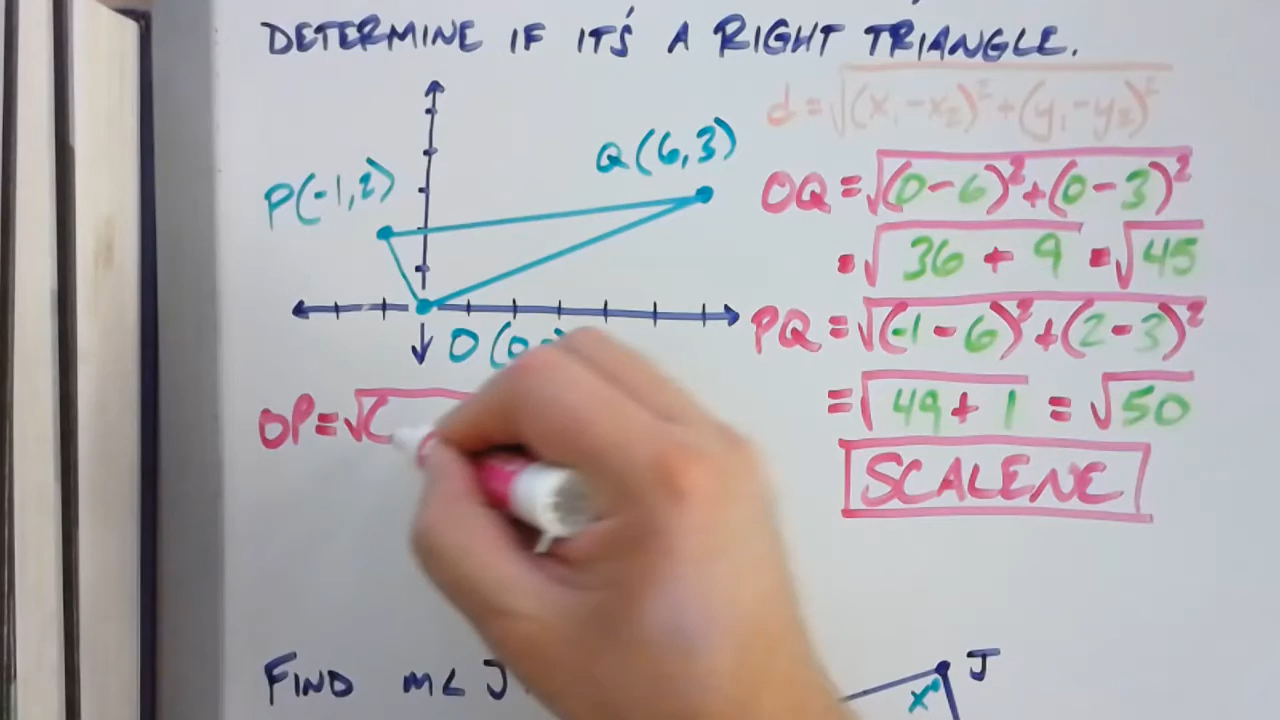 DETERMINE IF IT'S A RIGHT TRIANGLE.
d = √(x₁-x₂)² + (y₁-y₂)²
P(-1,2)
Q(6,3)
OQ = √(0-6)² + (0-3)²
= √36 + 9 = √45
PQ = √(-1-6)² + (2-3)²
O(0,
= √49 + 1 = √50
OP = √(
SCALENE
FIND m∠J
J
x°